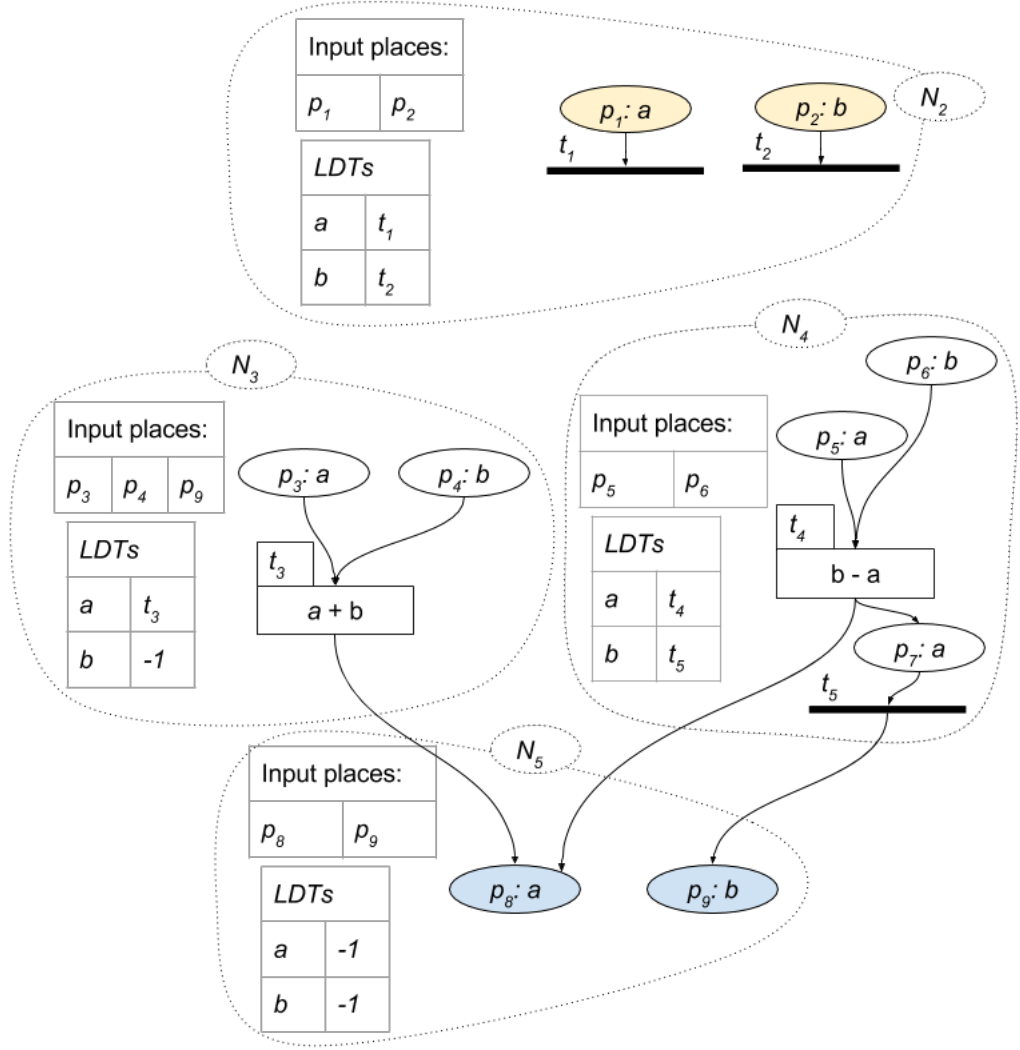 Input places:
p₁ p₂
LDTs
a t₁
b t₂
p₁: a
p₂: b
N₂
t₁
t₂
N₃
Input places:
p₃ p₄ p₉
LDTs
a t₃
b -1
p₃: a
p₄: b
t₃
a + b
N₄
p₆: b
Input places:
p₅ p₆
p₅: a
LDTs
a t₄
b t₅
t₄
b - a
p₇: a
t₅
N₅
Input places:
p₈ p₉
LDTs
a -1
b -1
p₈: a
p₉: b